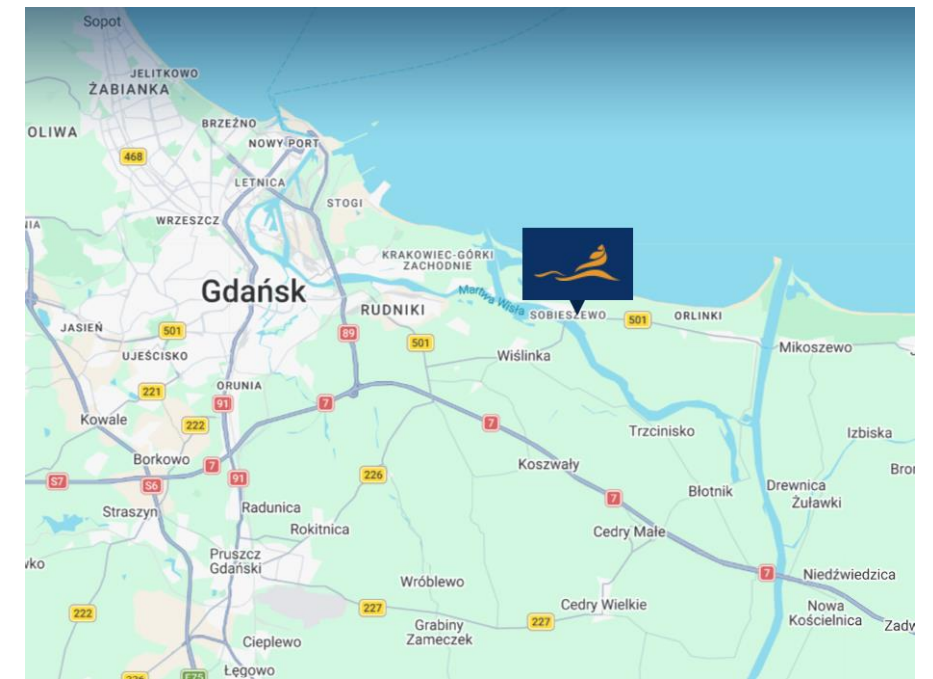 Sopot
JELITKOWO
ŻABIANKA
OLIWA
BRZEŹNO
NOWY PORT
468
LETNICA
STOGI
WRZESZCZ
KRAKOWIEC-GÓRKI
ZACHODNIE
Gdańsk
Martwa Wisła
RUDNIKI
SOBIESZEWO
501
ORLINKI
JASIEŃ
501
89
501
Mikoszewo
UJEŚCISKO
Wiślinka
ORUNIA
221
91
7
Kowale
222
7
Trzcinisko
Izbiska
Borkowo
7
Koszwały
S7
S6
91
226
Błotnik
Drewnica
Żuławki
Straszyn
Radunica
7
Rokitnica
Cedry Małe
Pruszcz
Gdański
7
Niedźwiedzica
Wróblewo
222
227
Cedry Wielkie
Nowa
Kościelnica
Grabiny
Zameczek
227
Cieplewo
Łęgowo
226
E75